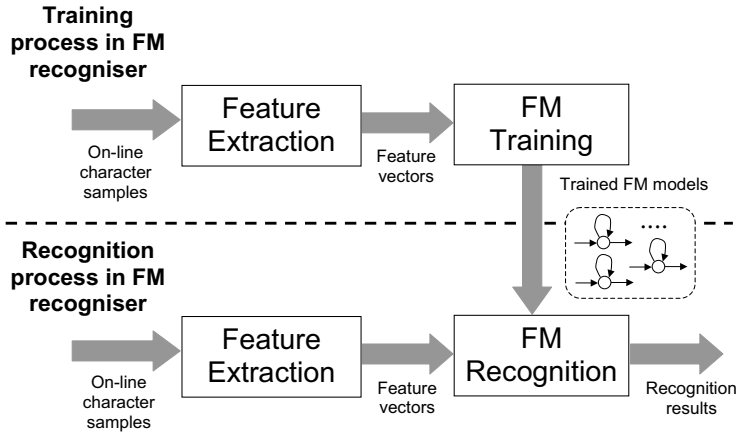 Training
process in FM
recogniser
Feature
Extraction
FM
Training
On-line
character
samples
Feature
vectors
Trained FM models
....
Recognition
process in FM
recogniser
Feature
Extraction
FM
Recognition
On-line
character
samples
Feature
vectors
Recognition
results